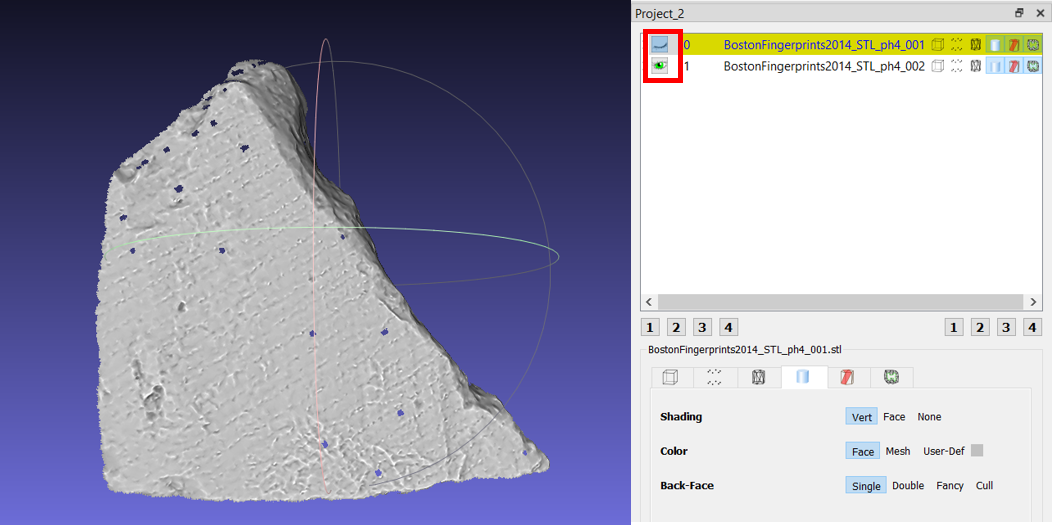 Project_2
0 BostonFingerprints2014_STL_ph4_001
1 BostonFingerprints2014_STL_ph4_002
1 2 3 4 1 2 3 4
BostonFingerprints2014_STL_ph4_001.stl
Shading Vert Face None
Color Face Mesh User-Def
Back-Face Single Double Fancy Cull